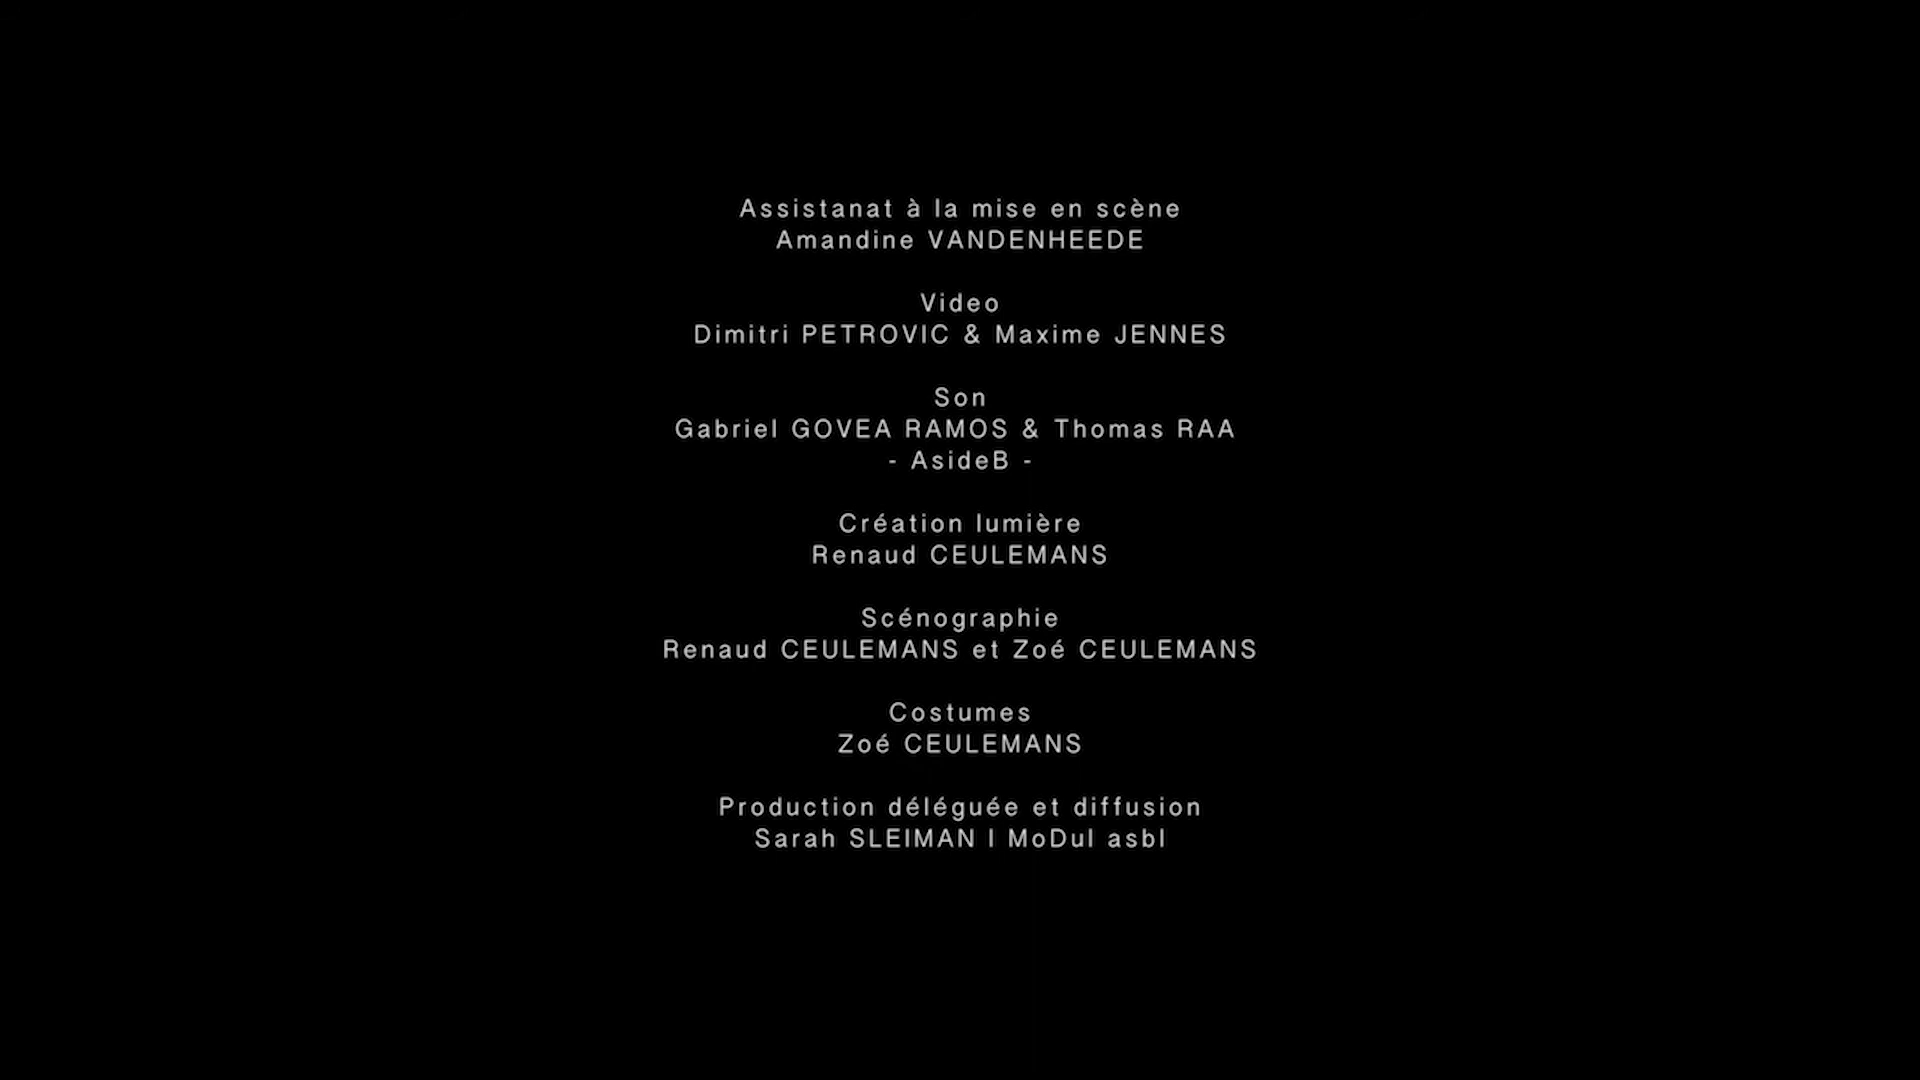 Assistanat à la mise en scène
Amandine VANDENHEEDE
Video
Dimitri PETROVIC & Maxime JENNES
Son
Gabriel GOVEA RAMOS & Thomas RAA
- AsideB -
Création lumière
Renaud CEULEMANS
Scénographie
Renaud CEULEMANS et Zoé CEULEMANS
Costumes
Zoé CEULEMANS
Production déléguée et diffusion
Sarah SLEIMAN I MoDul asbl